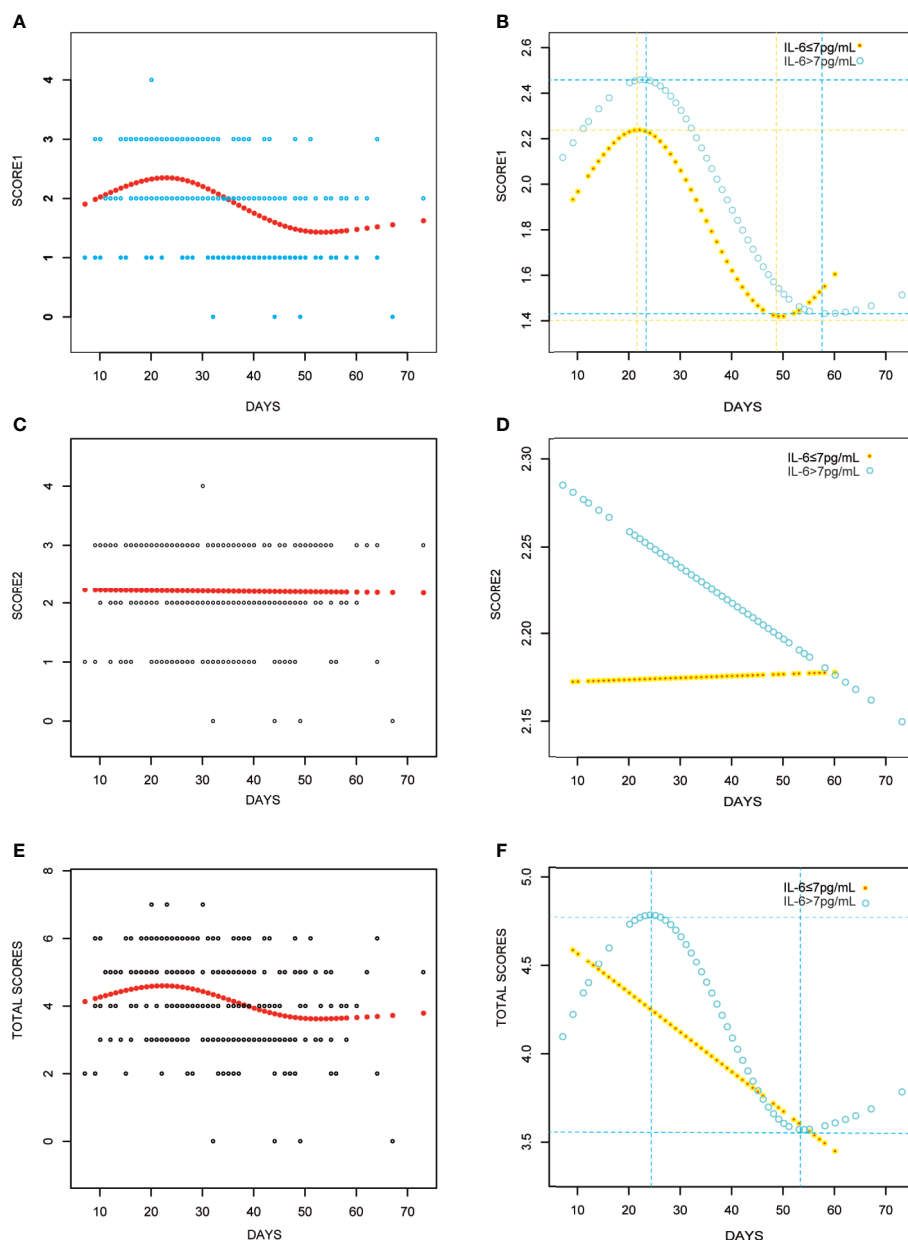 A
SCORE1
4
3
2
1
0
10 20 30 40 50 60 70
DAYS
B
IL-6≤7pg/mL
IL-6>7pg/mL
SCORE1
2.6
2.4
2.2
2.0
1.8
1.6
1.4
10 20 30 40 50 60 70
DAYS
C
SCORE2
4
3
2
1
0
10 20 30 40 50 60 70
DAYS
D
IL-6≤7pg/mL
IL-6>7pg/mL
SCORE2
2.30
2.25
2.20
2.15
10 20 30 40 50 60 70
DAYS
E
TOTAL SCORES
8
6
4
2
0
10 20 30 40 50 60 70
DAYS
F
IL-6≤7pg/mL
IL-6>7pg/mL
TOTAL SCORES
5.0
4.5
4.0
3.5
10 20 30 40 50 60 70
DAYS